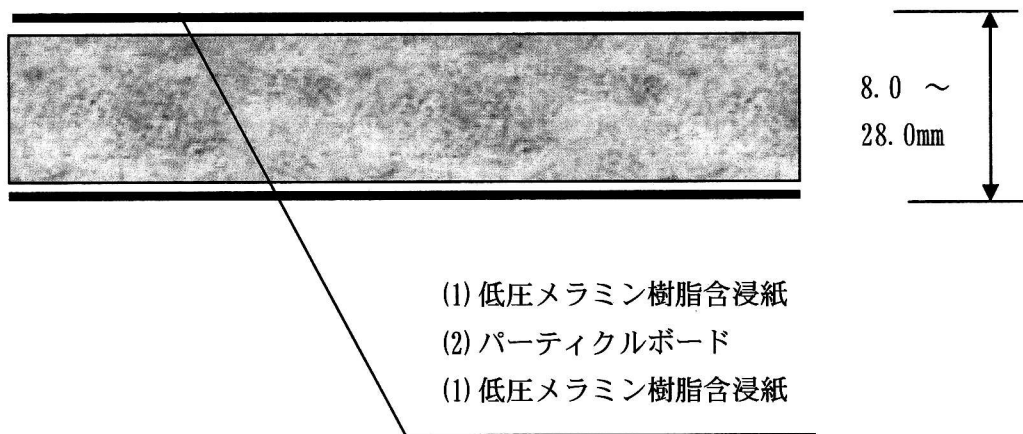 8.0 ～
28.0mm
(1) 低圧メラミン樹脂含浸紙
(2) パーティクルボード
(1) 低圧メラミン樹脂含浸紙